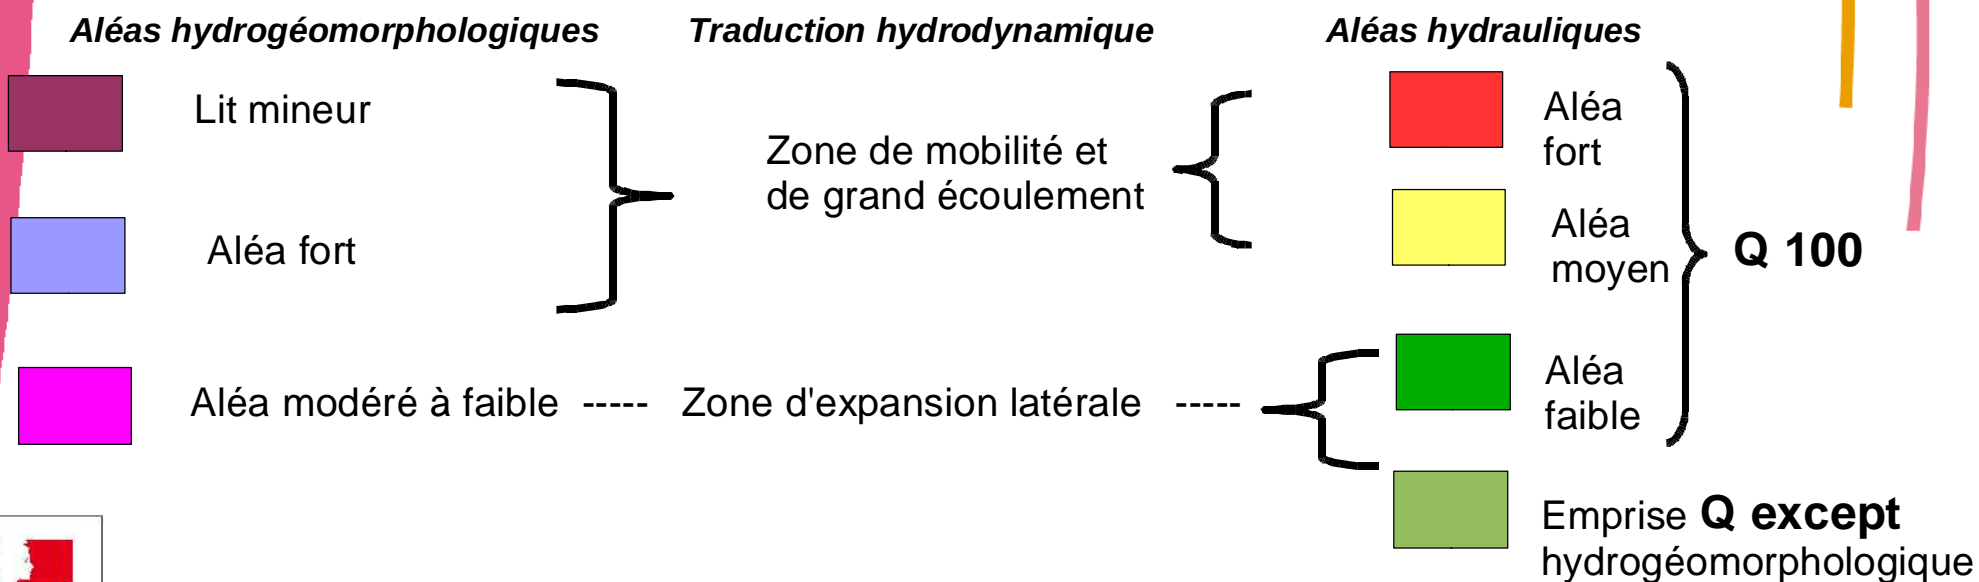 Aléas hydrogéomorphologiques Traduction hydrodynamique Aléas hydrauliques
Lit mineur
Aléa fort
Aléa modéré à faible -----
Zone de mobilité et
de grand écoulement
Zone d'expansion latérale -----
Aléa
fort
Aléa
moyen
Aléa
faible
Q 100
Emprise Q except
hydrogéomorphologique